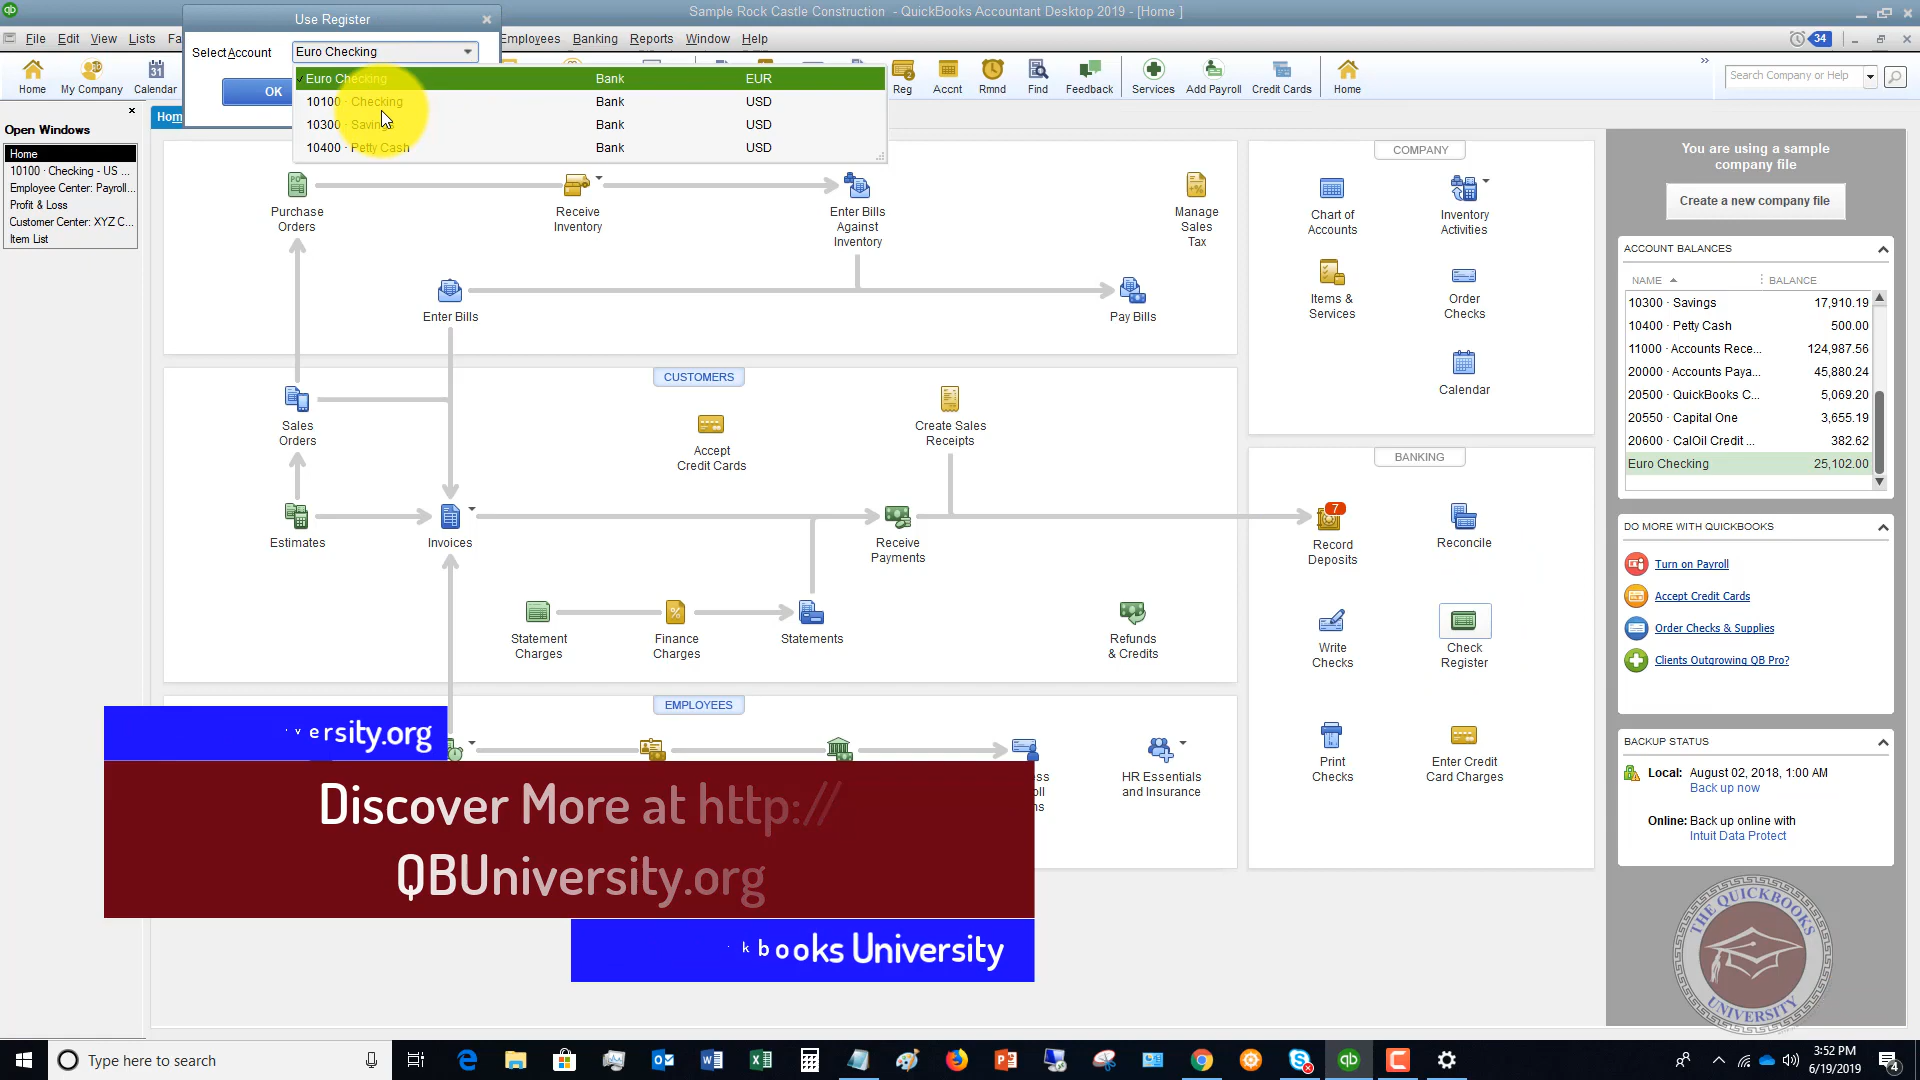 Sample Rock Castle Construction - QuickBooks Accountant Desktop 2019 - [Home ]
Use Register
File Edit View Lists Fa
Employees Banking Reports Window Help
34
Select Account Euro Checking
OK
Euro Checking Bank EUR
10100 · Checking Bank USD
10300 · Savings Bank USD
10400 · Petty Cash Bank USD
Home My Company Calendar
Reg Accnt Rmnd Find Feedback Services Add Payroll Credit Cards Home
Search Company or Help
Open Windows
Home
10100 · Checking - US ...
Employee Center: Payroll...
Profit & Loss
Customer Center: XYZ C...
Item List
Hom
Purchase
Orders
Receive
Inventory
Enter Bills
Against
Inventory
Manage
Sales
Tax
Enter Bills
Pay Bills
CUSTOMERS
Sales
Orders
Accept
Credit Cards
Create Sales
Receipts
Estimates
Invoices
Receive
Payments
Statement
Charges
Finance
Charges
Statements
Refunds
& Credits
EMPLOYEES
HR Essentials
and Insurance
COMPANY
Chart of
Accounts
Inventory
Activities
Items &
Services
Order
Checks
Calendar
BANKING
7
Record
Deposits
Reconcile
Write
Checks
Check
Register
Print
Checks
Enter Credit
Card Charges
You are using a sample
company file
Create a new company file
ACCOUNT BALANCES
NAME BALANCE
10300 · Savings 17,910.19
10400 · Petty Cash 500.00
11000 · Accounts Rece... 124,987.56
20000 · Accounts Paya... 45,880.24
20500 · QuickBooks C... 5,069.20
20550 · Capital One 3,655.19
20600 · CalOil Credit ... 382.62
Euro Checking 25,102.00
DO MORE WITH QUICKBOOKS
Turn on Payroll
Accept Credit Cards
Order Checks & Supplies
Clients Outgrowing QB Pro?
BACKUP STATUS
Local: August 02, 2018, 1:00 AM
Back up now
Online: Back up online with
Intuit Data Protect
THE QUICKBOOKS
UNIVERSITY
versity.org
Discover More at http://
QBUniversity.org
kbooks University
Type here to search
3:52 PM
6/19/2019
4